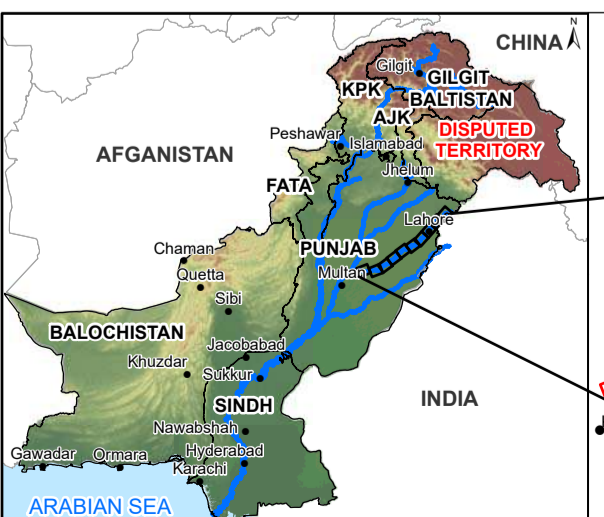 N
CHINA
Gilgit
GILGIT
BALTISTAN
KPK
AJK
DISPUTED
TERRITORY
Peshawar
Islamabad
AFGANISTAN
Jhelum
FATA
Lahore
PUNJAB
Chaman
Multan
Quetta
Sibi
BALOCHISTAN
Jacobabad
Khuzdar
Sukkur
INDIA
SINDH
Nawabshah
Gawadar
Ormara
Hyderabad
Karachi
ARABIAN SEA